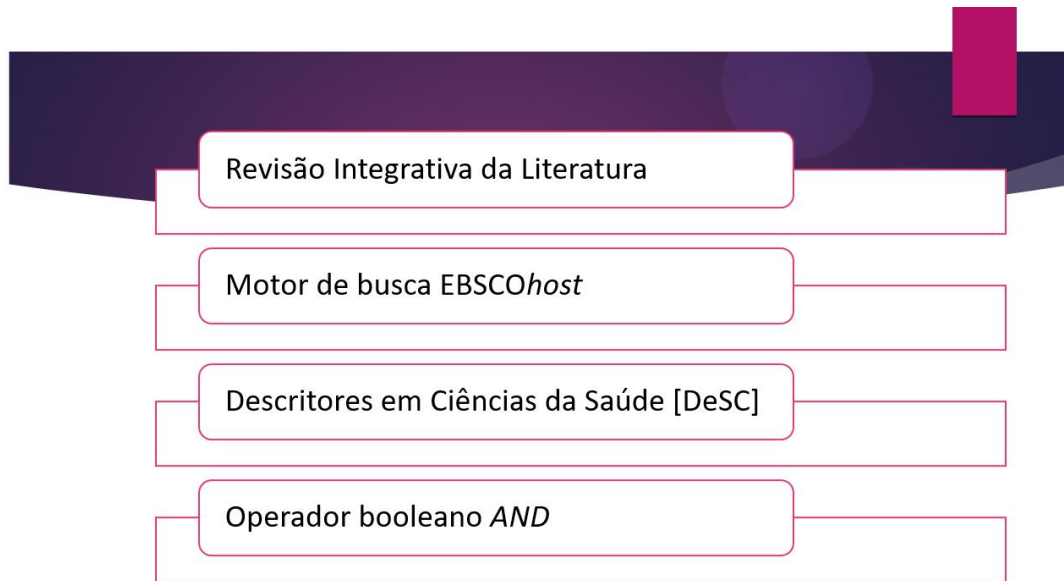 Revisão Integrativa da Literatura
Motor de busca EBSCOhost
Descritores em Ciências da Saúde [DeSC]
Operador booleano AND